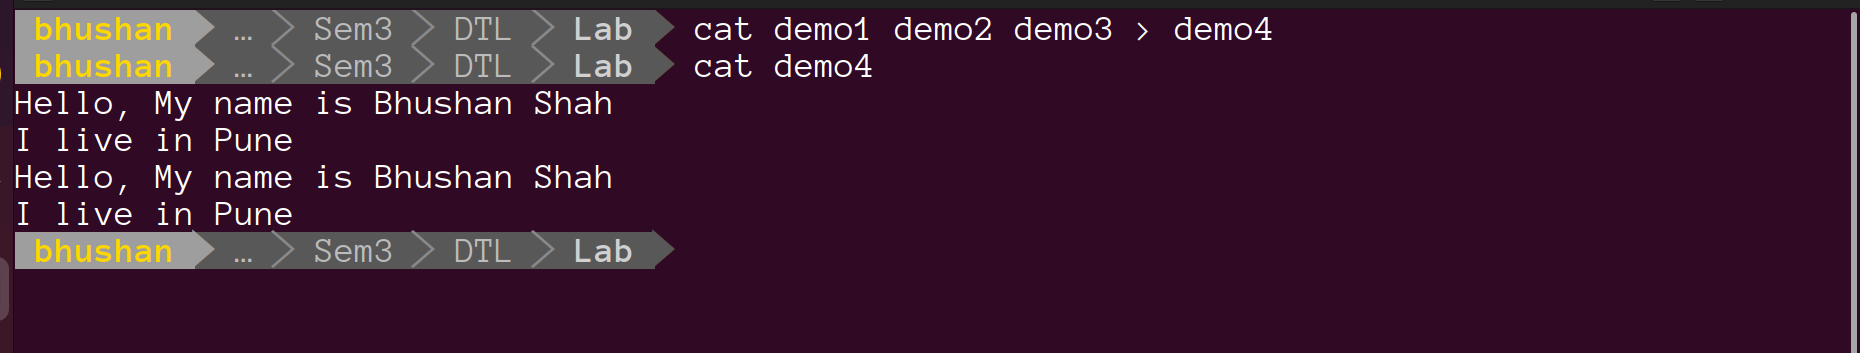 bhushan … Sem3 DTL Lab cat demo1 demo2 demo3 > demo4
bhushan … Sem3 DTL Lab cat demo4
Hello, My name is Bhushan Shah
I live in Pune
Hello, My name is Bhushan Shah
I live in Pune
bhushan … Sem3 DTL Lab